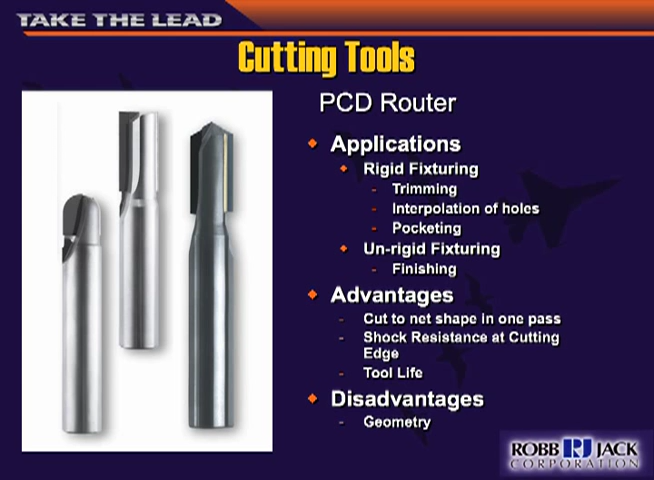 TAKE THE LEAD
Cutting Tools
PCD Router
Applications
Rigid Fixturing
- Trimming
- Interpolation of holes
- Pocketing
Un-rigid Fixturing
- Finishing
Advantages
- Cut to net shape in one pass
- Shock Resistance at Cutting
Edge
- Tool Life
Disadvantages
- Geometry
ROBB RJ JACK
CORPORATION